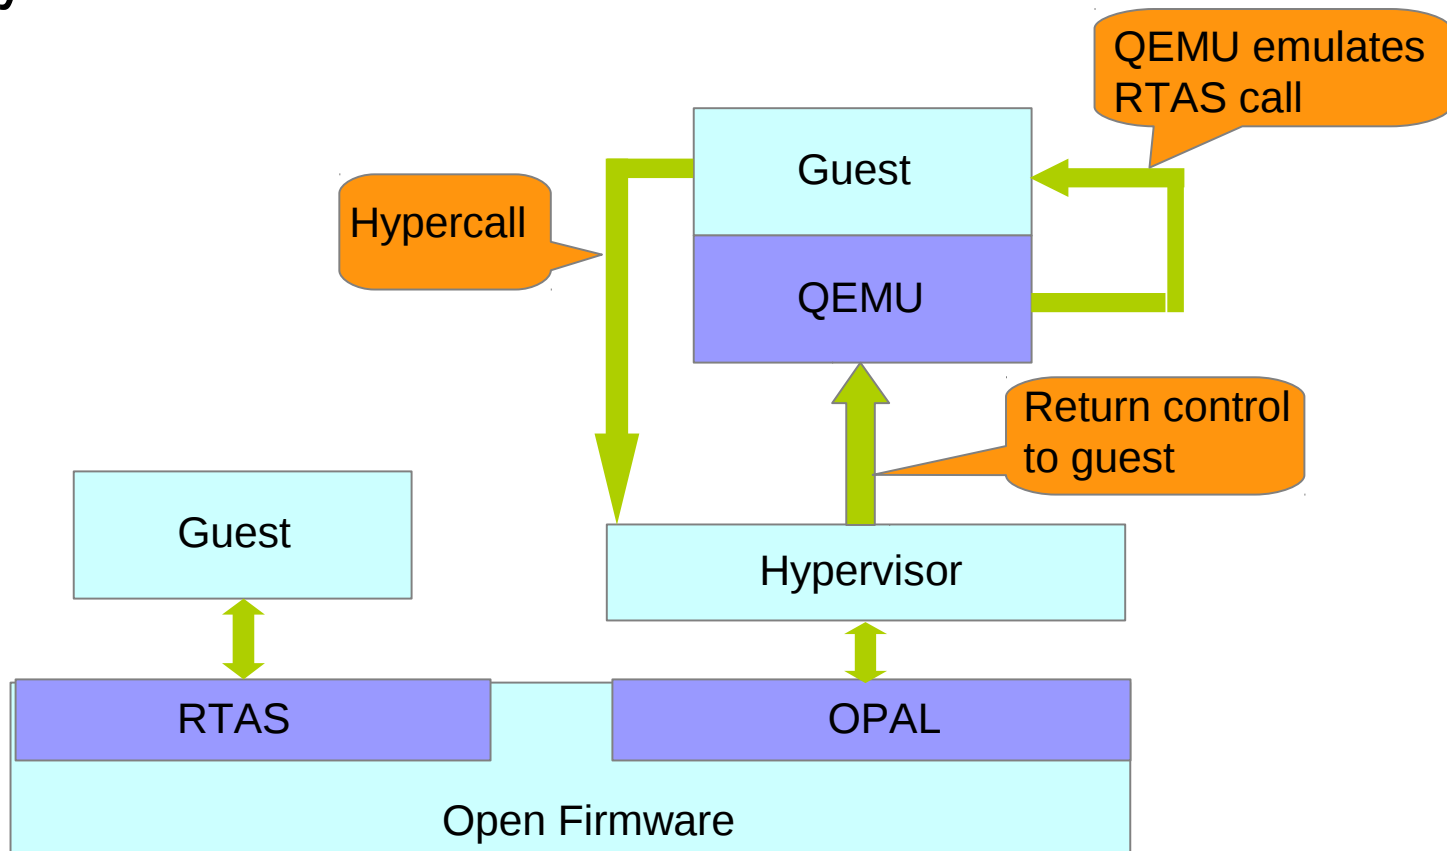 QEMU emulates
RTAS call
Guest
Hypercall
QEMU
Return control
to guest
Guest
Hypervisor
RTAS
OPAL
Open Firmware